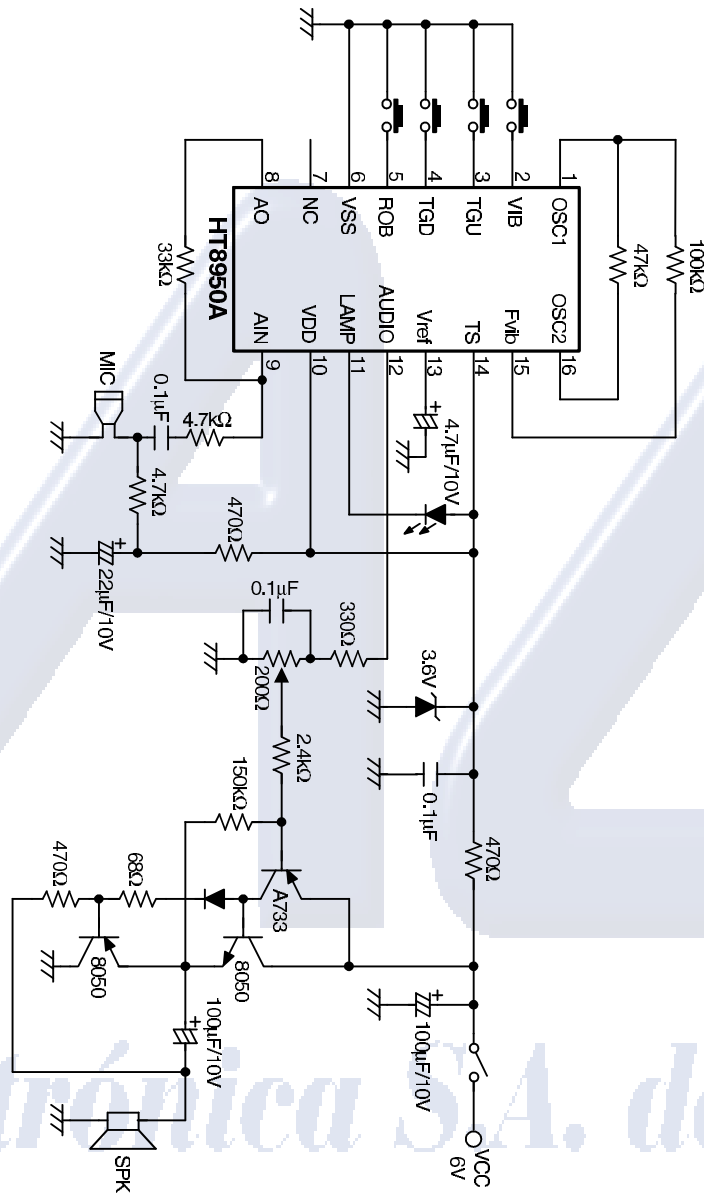 100kΩ
47kΩ
1
2
3
4
5
6
7
8
OSC1
VIB
TGU
TGD
ROB
VSS
NC
AO
HT8950A
OSC2
Fvib
TS
Vref
AUDIO
LAMP
VDD
AIN
16
15
14
13
12
11
10
9
33kΩ
MIC
0.1µF
4.7kΩ
4.7kΩ
22µF/10V
470Ω
+
+
4.7µF/10V
0.1µF
200Ω
330Ω
2.4kΩ
150kΩ
3.6V
0.1µF
470Ω
470Ω
68Ω
A733
8050
8050
+
100µF/10V
+
100µF/10V
SPK
VCC
6V
trónica S.A. de